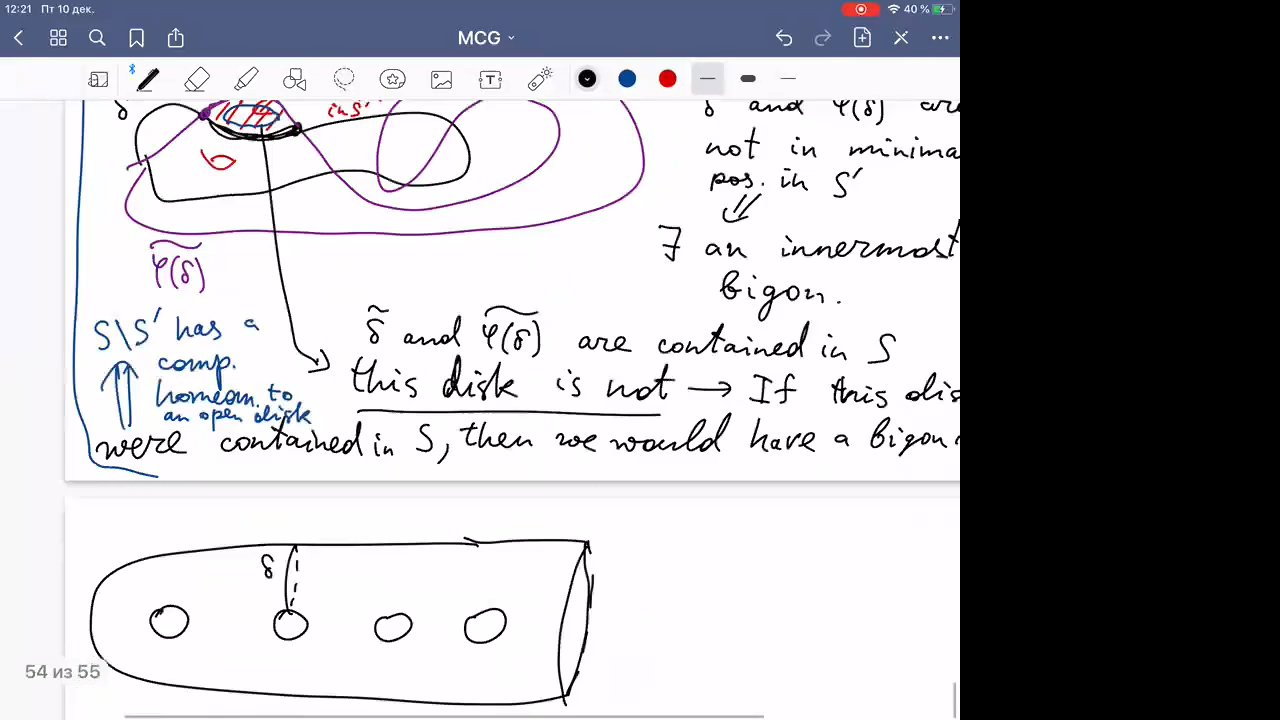 12:21 Пт 10 дек.
40 %
MCG
in S'
δ and φ(δ) are
not in minima
pos. in S'
⇓
∃ an innermost
bigon.
φ(δ)
S\S' has a
comp.
homeom. to
an open disk
δ̃ and φ(δ) are contained in S
this disk is not → If this dis
were contained in S, then we would have a bigon
δ
54 из 55